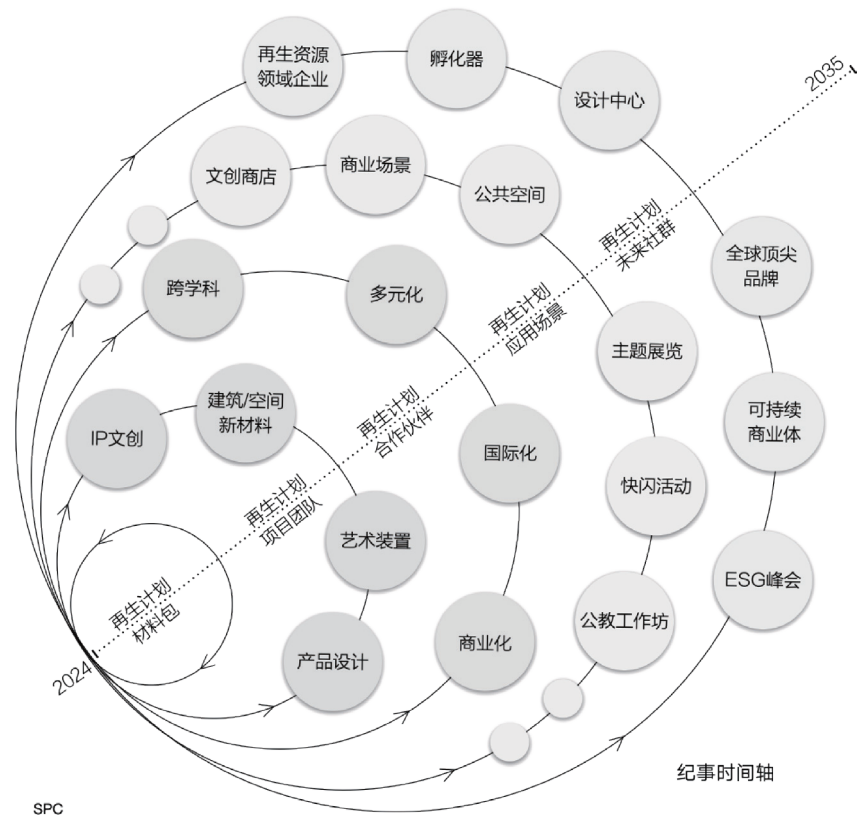 再生资源
领域企业
孵化器
设计中心
2035
文创商店
商业场景
公共空间
再生计划
未来社群
全球顶尖
品牌
跨学科
多元化
再生计划
应用场景
主题展览
IP文创
建筑/空间
新材料
再生计划
合作伙伴
国际化
可持续
商业体
快闪活动
再生计划
项目团队
艺术装置
ESG峰会
再生计划
材料包
产品设计
商业化
公教工作坊
2024
纪事时间轴
SPC